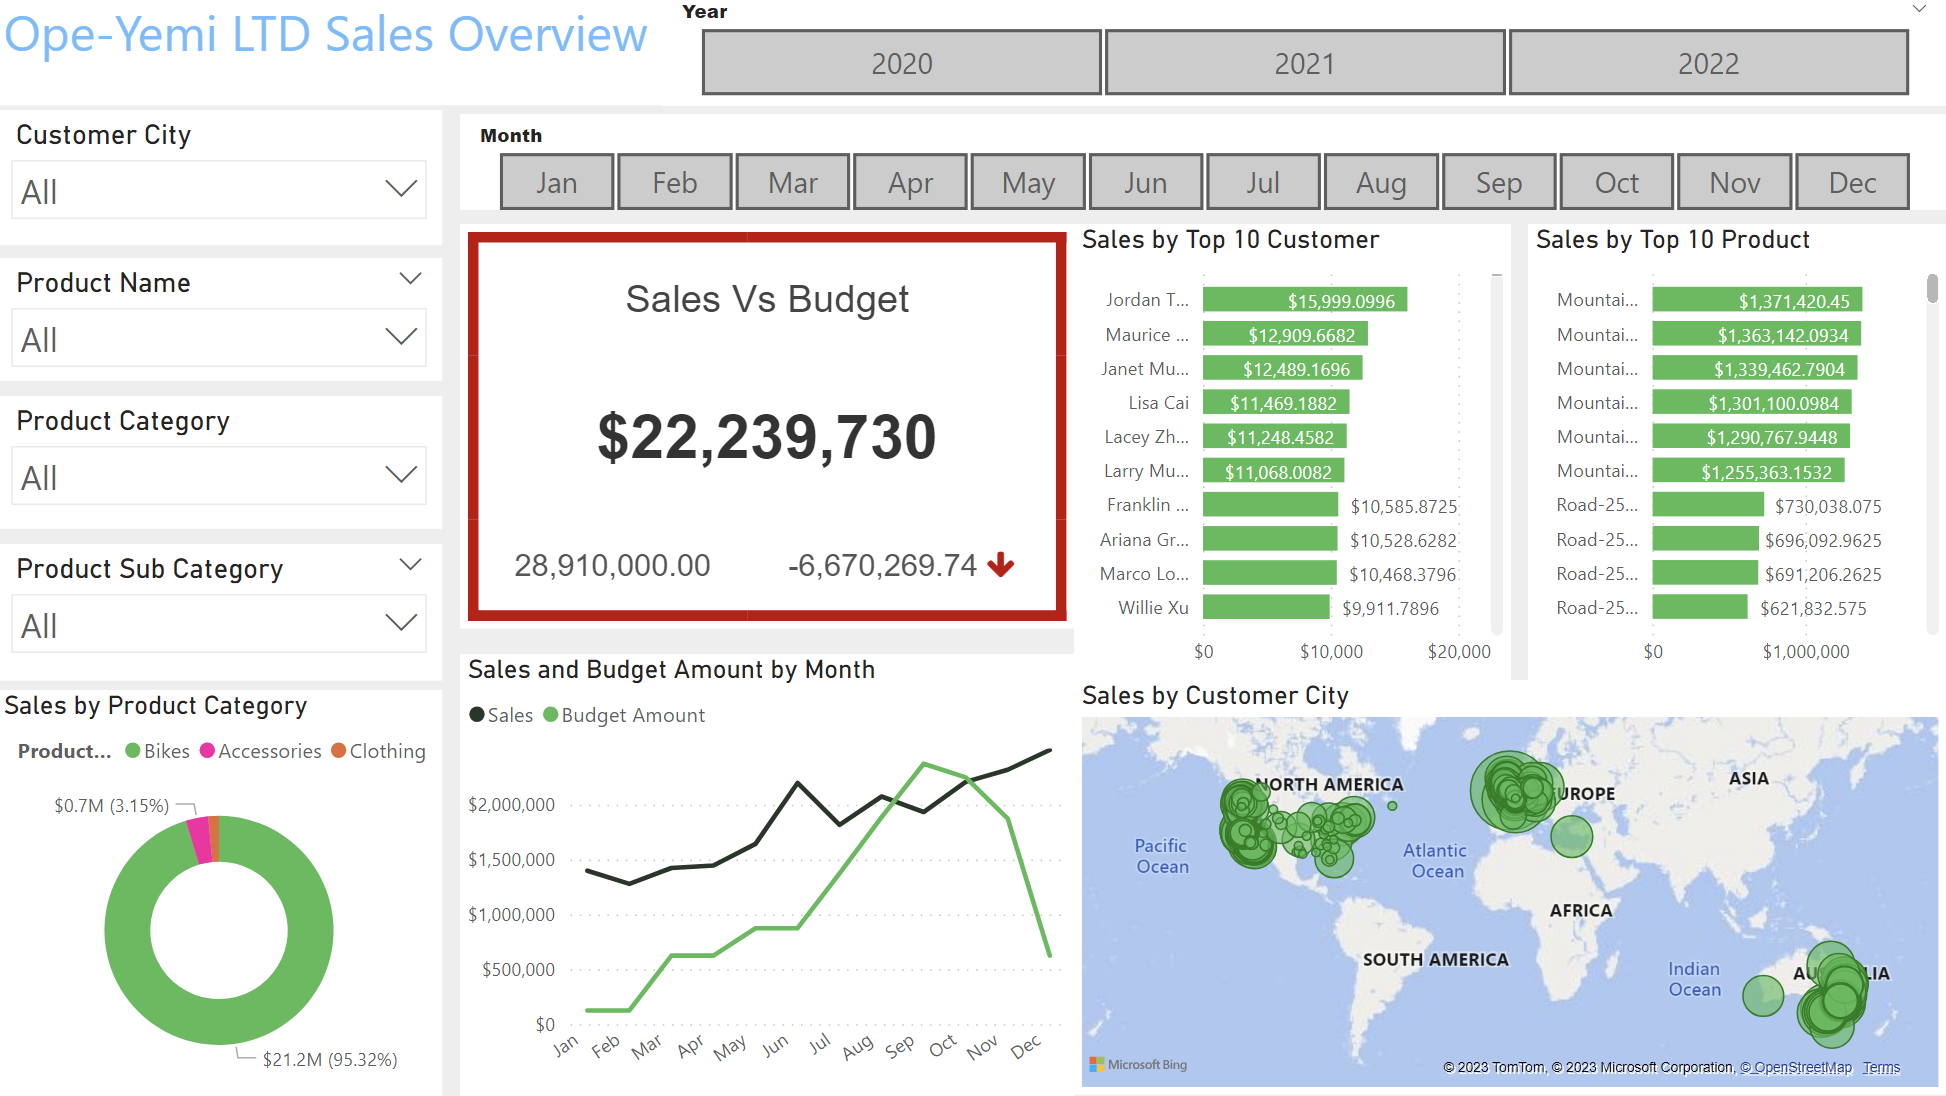 Ope-Yemi LTD Sales Overview
Year
2020 2021 2022
Customer City
All
Product Name
All
Product Category
All
Product Sub Category
All
Month
Jan Feb Mar Apr May Jun Jul Aug Sep Oct Nov Dec
Sales Vs Budget
$22,239,730
28,910,000.00 -6,670,269.74
Sales by Top 10 Customer
Jordan T... $15,999.0996
Maurice ... $12,909.6682
Janet Mu... $12,489.1696
Lisa Cai $11,469.1882
Lacey Zh... $11,248.4582
Larry Mu... $11,068.0082
Franklin ... $10,585.8725
Ariana Gr... $10,528.6282
Marco Lo... $10,468.3796
Willie Xu $9,911.7896
$0 $10,000 $20,000
Sales by Top 10 Product
Mountai... $1,371,420.45
Mountai... $1,363,142.0934
Mountai... $1,339,462.7904
Mountai... $1,301,100.0984
Mountai... $1,290,767.9448
Mountai... $1,255,363.1532
Road-25... $730,038.075
Road-25... $696,092.9625
Road-25... $691,206.2625
Road-25... $621,832.575
$0 $1,000,000
Sales by Product Category
Product... Bikes Accessories Clothing
$0.7M (3.15%)
$21.2M (95.32%)
Sales and Budget Amount by Month
Sales Budget Amount
$2,000,000
$1,500,000
$1,000,000
$500,000
$0
Jan Feb Mar Apr May Jun Jul Aug Sep Oct Nov Dec
Sales by Customer City
NORTH AMERICA
ASIA
EUROPE
Pacific
Ocean
Atlantic
Ocean
AFRICA
SOUTH AMERICA
Indian
Ocean
AU LIA
Microsoft Bing
© 2023 TomTom, © 2023 Microsoft Corporation, © OpenStreetMap Terms